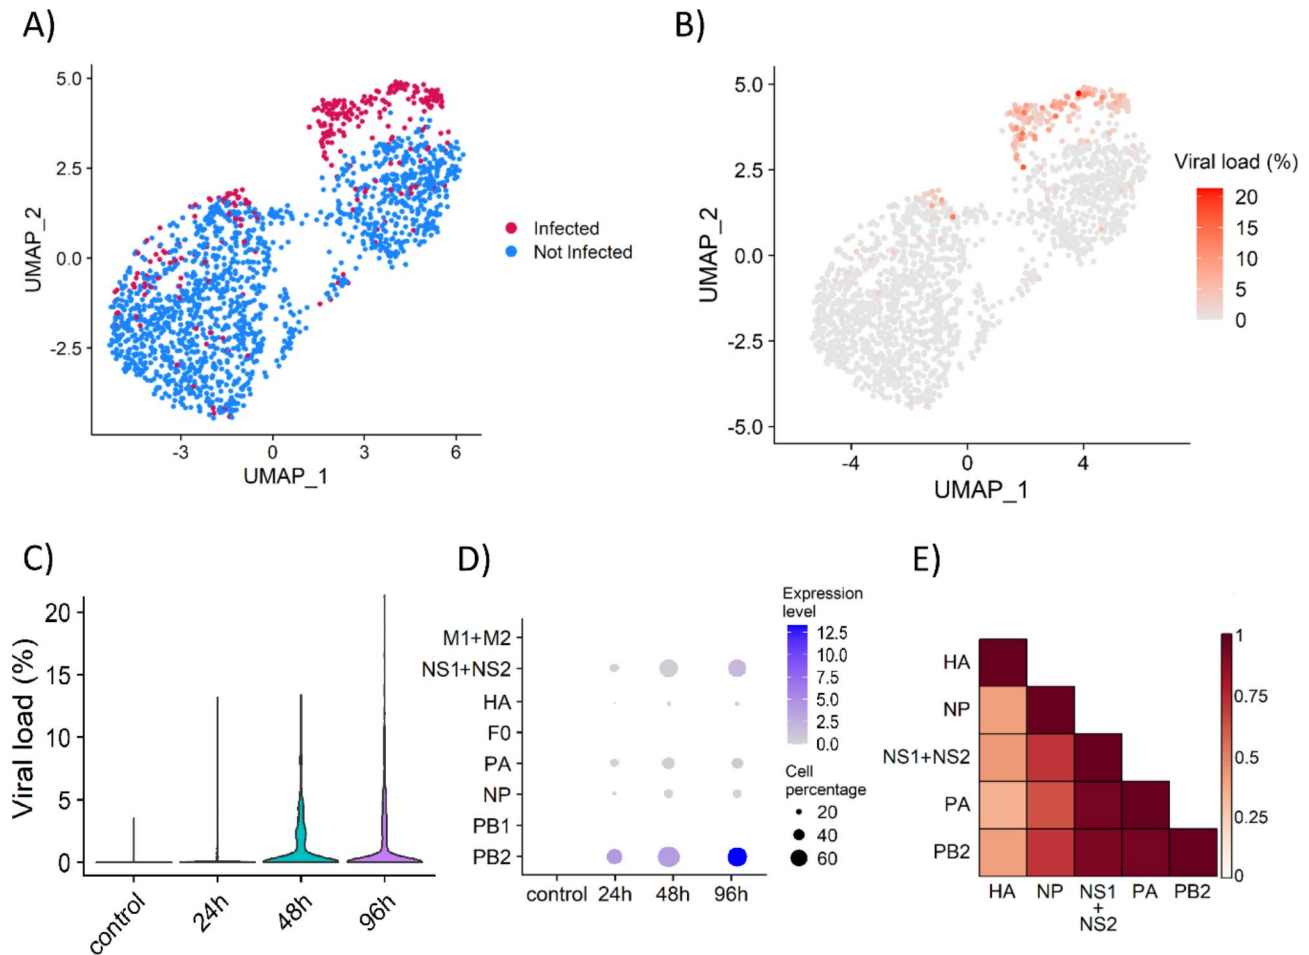 A)
5.0
2.5
0.0
-2.5
UMAP_2
-3
0
3
6
UMAP_1
Infected
Not Infected
B)
5.0
2.5
0.0
-2.5
-5.0
UMAP_2
-4
0
4
UMAP_1
Viral load (%)
20
15
10
5
0
C)
20
15
10
5
0
Viral load (%)
control
24h
48h
96h
D)
M1+M2
NS1+NS2
HA
F0
PA
NP
PB1
PB2
control
24h
48h
96h
Expression
level
12.5
10.0
7.5
5.0
2.5
0.0
Cell
percentage
20
40
60
E)
HA
NP
NS1+NS2
PA
PB2
HA
NP
NS1
+
NS2
PA
PB2
1
0.75
0.5
0.25
0